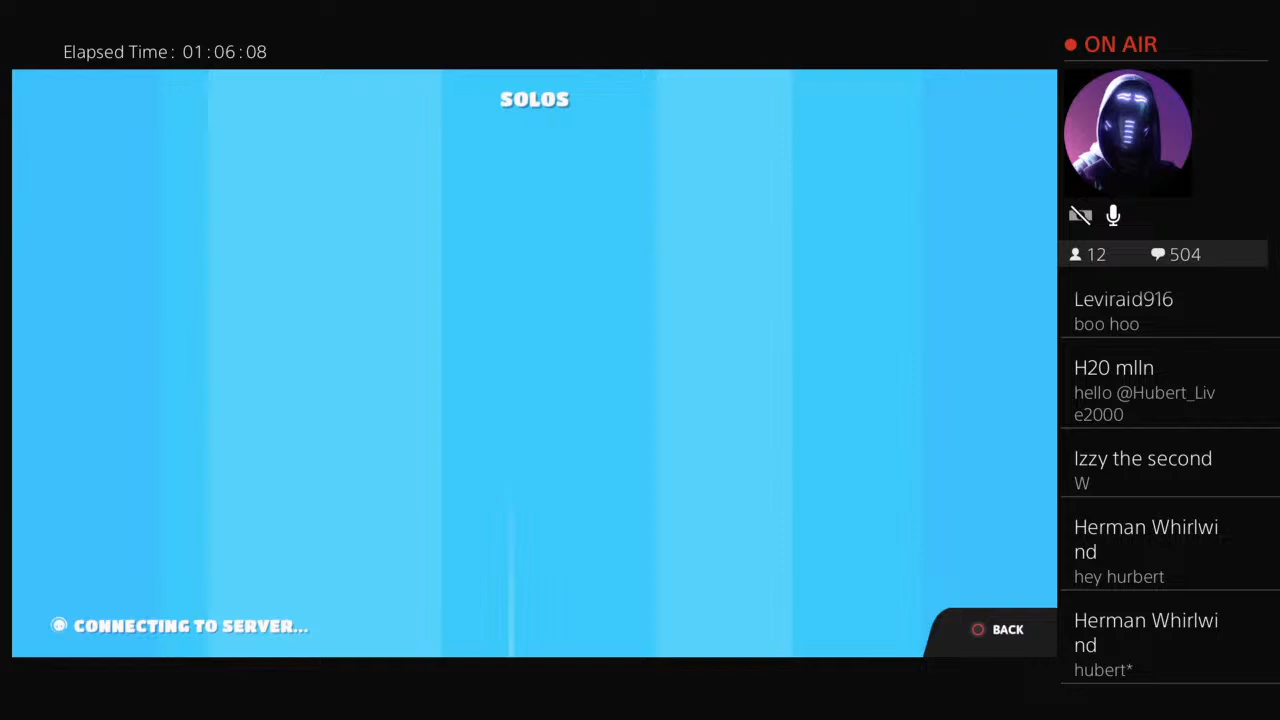 Elapsed Time: 01:06:08
ON AIR
SOLOS
12 504
Leviraid916
boo hoo
H20 mlln
hello @Hubert_Liv
e2000
Izzy the second
W
Herman Whirlwi
nd
hey hurbert
Herman Whirlwi
nd
hubert*
CONNECTING TO SERVER...
BACK